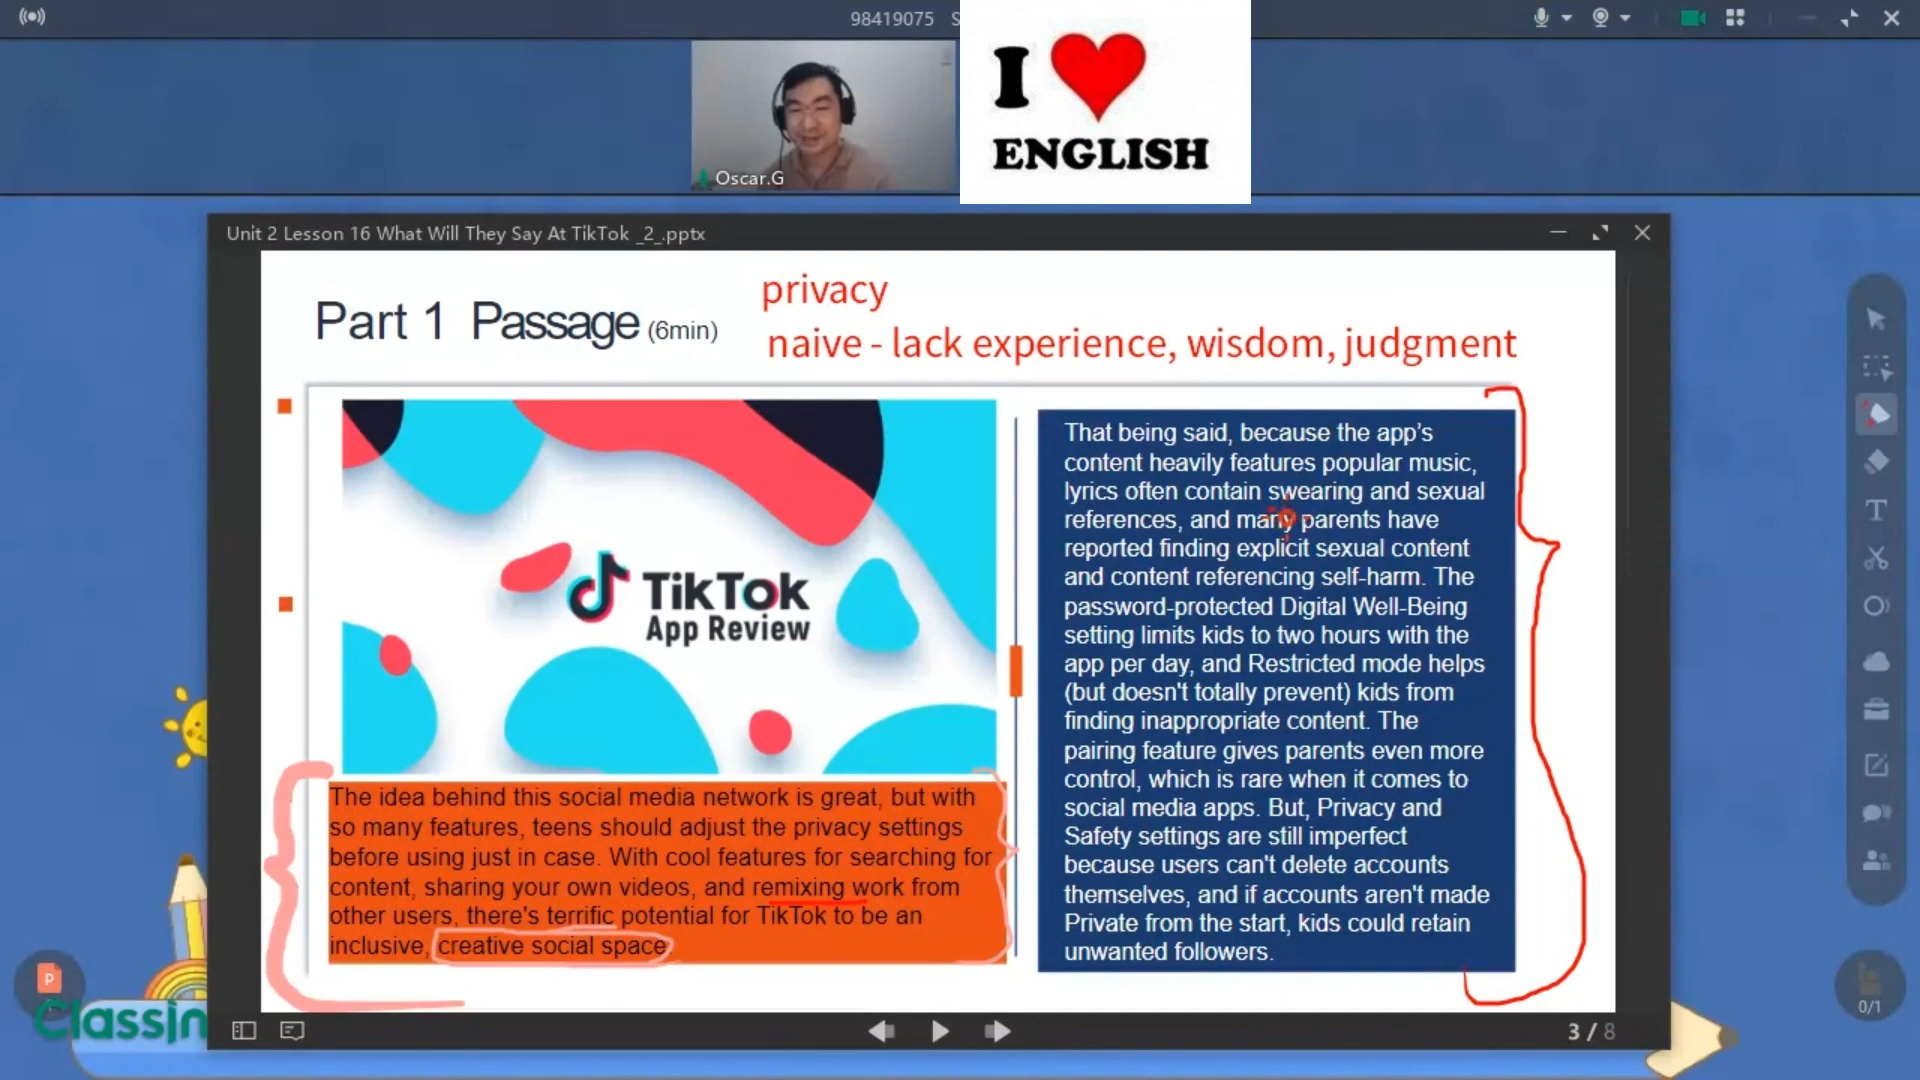 98419075 S
I
ENGLISH
Oscar.G
Unit 2 Lesson 16 What Will They Say At TikTok _2_.pptx
Part 1 Passage (6min)
privacy
naive - lack experience, wisdom, judgment
TikTok
App Review
The idea behind this social media network is great, but with
so many features, teens should adjust the privacy settings
before using just in case. With cool features for searching for
content, sharing your own videos, and remixing work from
other users, there's terrific potential for TikTok to be an
inclusive, creative social space
That being said, because the app's
content heavily features popular music,
lyrics often contain swearing and sexual
references, and many parents have
reported finding explicit sexual content
and content referencing self-harm. The
password-protected Digital Well-Being
setting limits kids to two hours with the
app per day, and Restricted mode helps
(but doesn't totally prevent) kids from
finding inappropriate content. The
pairing feature gives parents even more
control, which is rare when it comes to
social media apps. But, Privacy and
Safety settings are still imperfect
because users can't delete accounts
themselves, and if accounts aren't made
Private from the start, kids could retain
unwanted followers.
P
ClassIn
3 / 8
T
0/1